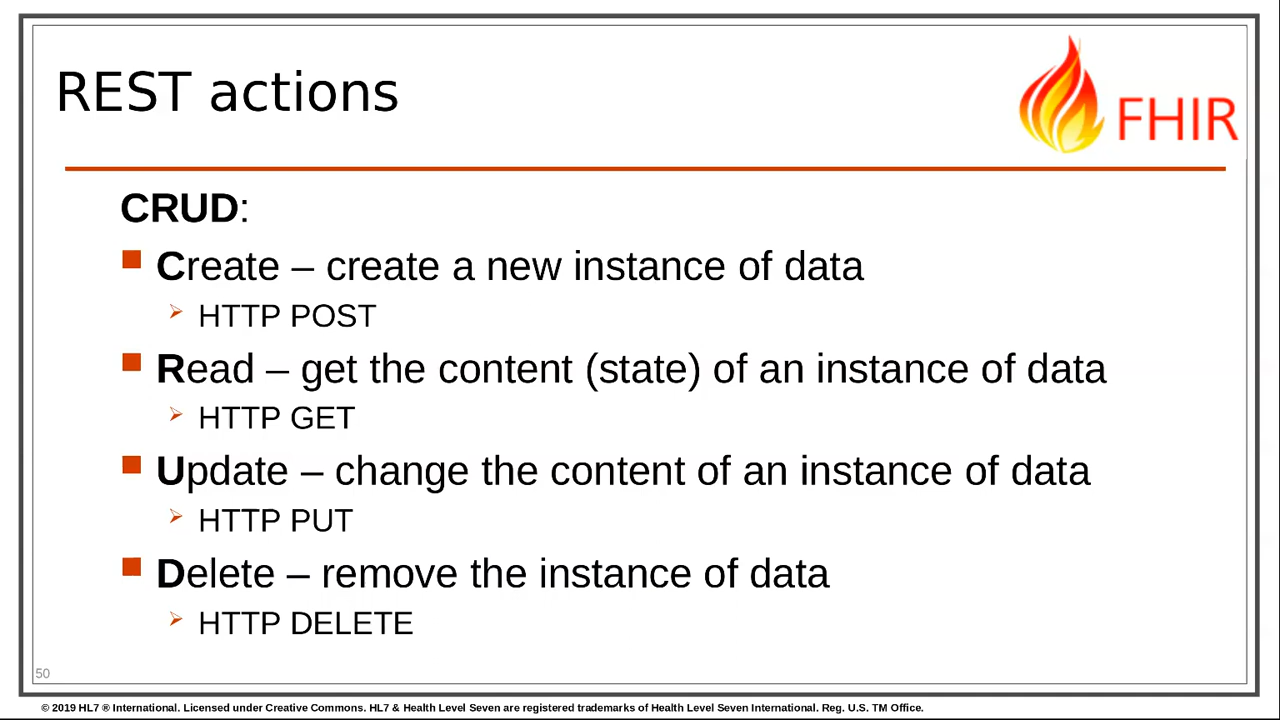 REST actions
FHIR
CRUD:
Create – create a new instance of data
HTTP POST
Read – get the content (state) of an instance of data
HTTP GET
Update – change the content of an instance of data
HTTP PUT
Delete – remove the instance of data
HTTP DELETE
50
© 2019 HL7 ® International. Licensed under Creative Commons. HL7 & Health Level Seven are registered trademarks of Health Level Seven International. Reg. U.S. TM Office.